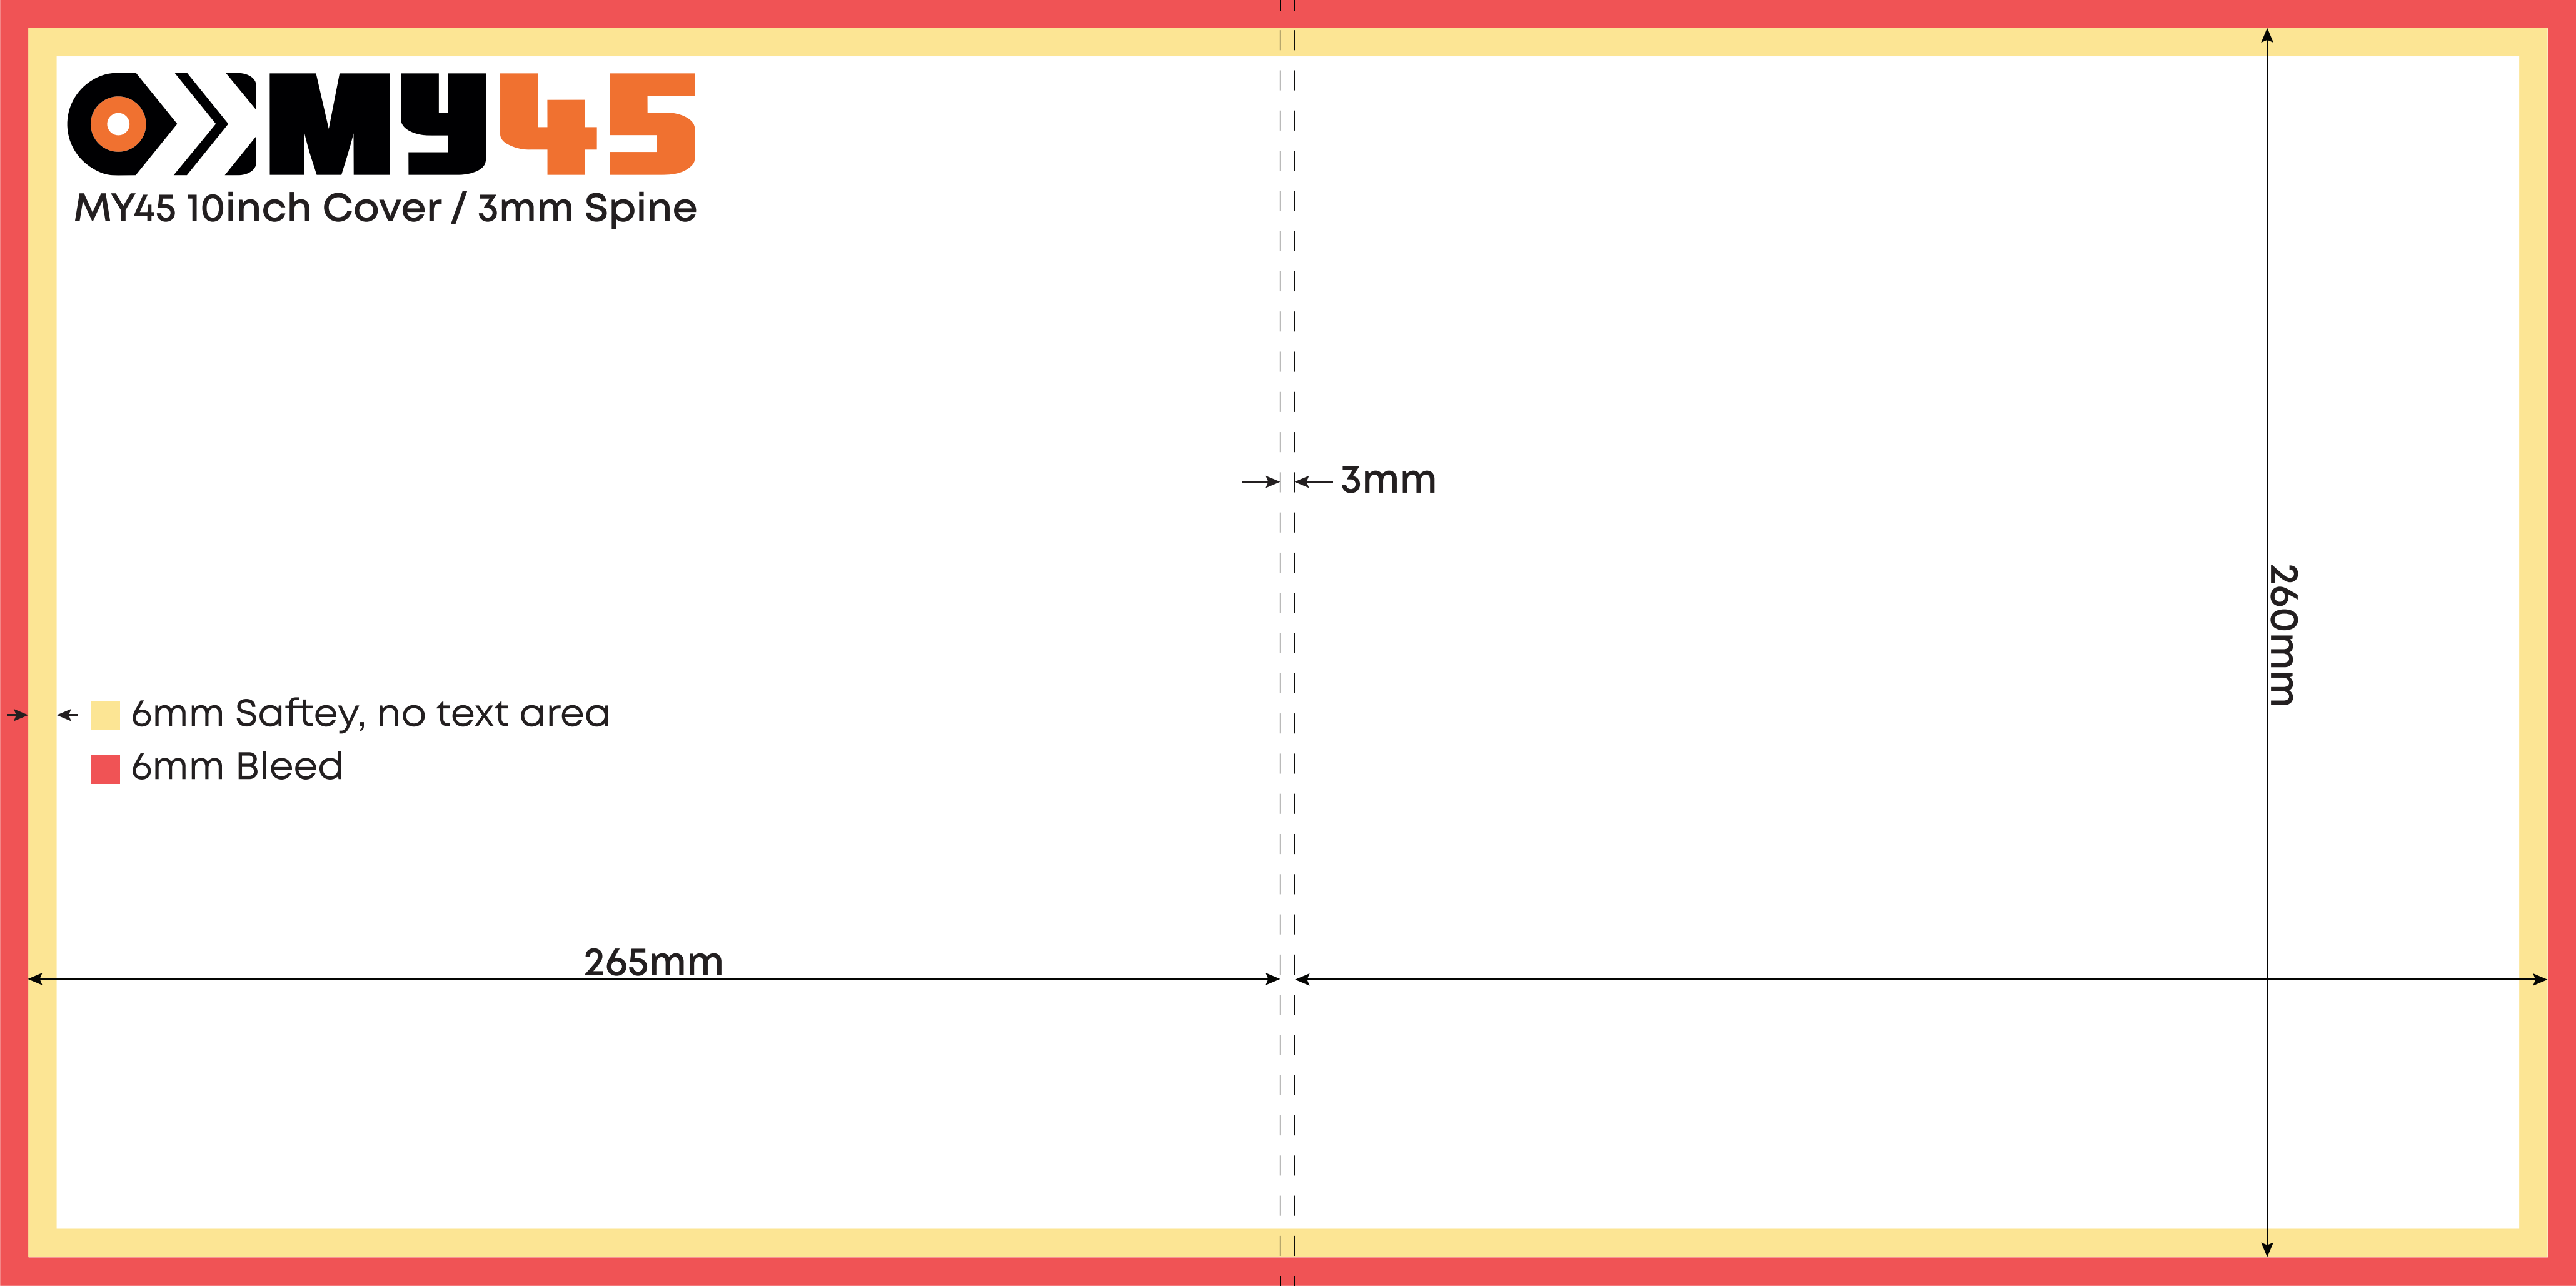 MY45
MY45 10inch Cover / 3mm Spine
3mm
260mm
6mm Saftey, no text area
6mm Bleed
265mm